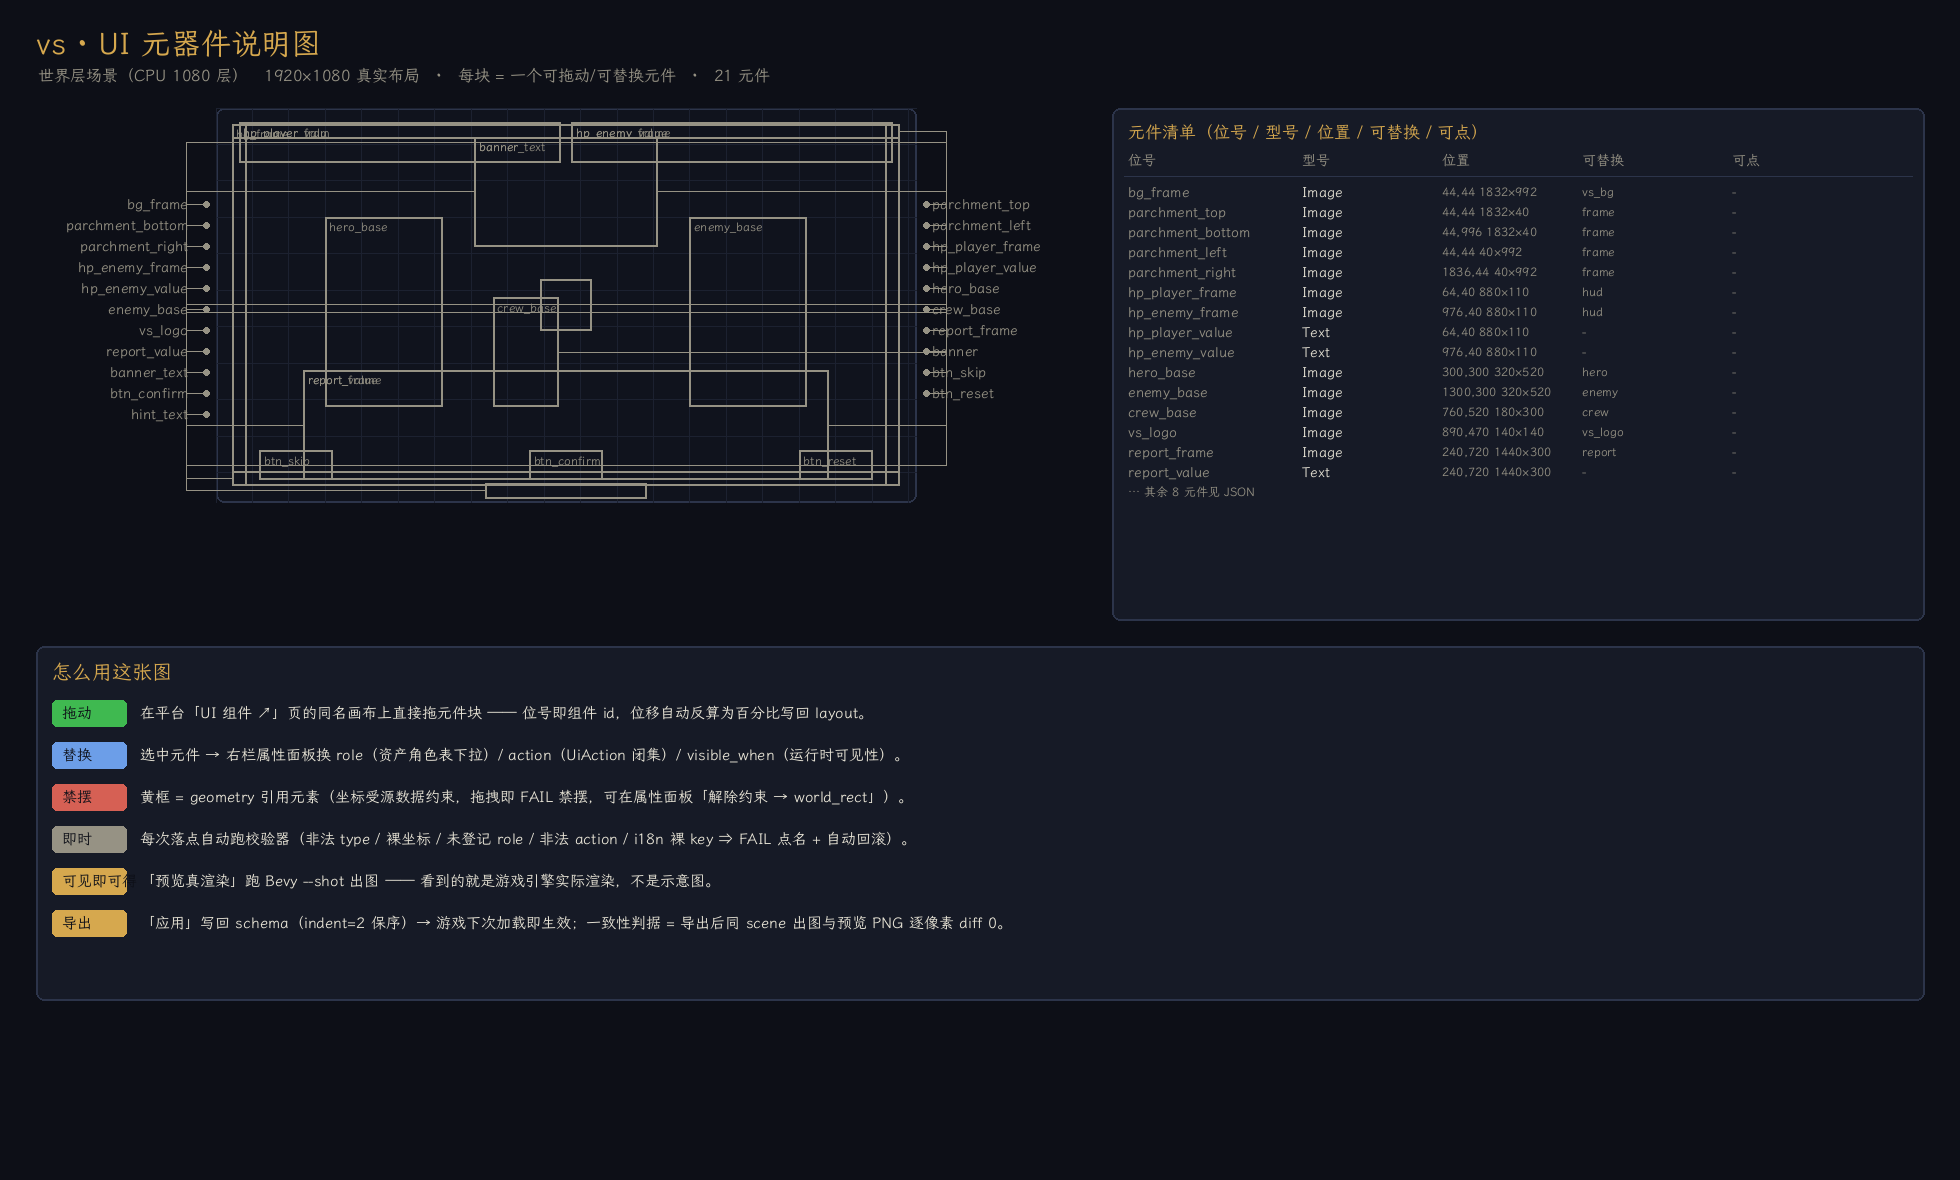 vs · UI 元器件说明图
世界层场景（CPU 1080 层） 1920×1080 真实布局 · 每块 = 一个可拖动/可替换元件 · 21 元件
banner_text
hp_enemy_value
hero_base
enemy_base
crew_base
report_value
btn_skip
btn_confirm
btn_reset
bg_frame
parchment_bottom
parchment_right
hp_enemy_frame
hp_enemy_value
enemy_base
vs_logo
report_value
banner_text
btn_confirm
hint_text
parchment_top
parchment_left
hp_player_frame
hp_player_value
hero_base
crew_base
report_frame
banner
btn_skip
btn_reset
元件清单（位号 / 型号 / 位置 / 可替换 / 可点）
位号 型号 位置 可替换 可点
bg_frame Image 44,44 1832×992 vs_bg -
parchment_top Image 44,44 1832×40 frame -
parchment_bottom Image 44,996 1832×40 frame -
parchment_left Image 44,44 40×992 frame -
parchment_right Image 1836,44 40×992 frame -
hp_player_frame Image 64,40 880×110 hud -
hp_enemy_frame Image 976,40 880×110 hud -
hp_player_value Text 64,40 880×110 - -
hp_enemy_value Text 976,40 880×110 - -
hero_base Image 300,300 320×520 hero -
enemy_base Image 1300,300 320×520 enemy -
crew_base Image 760,520 180×300 crew -
vs_logo Image 890,470 140×140 vs_logo -
report_frame Image 240,720 1440×300 report -
report_value Text 240,720 1440×300 - -
… 其余 8 元件见 JSON
怎么用这张图
拖动 在平台「UI 组件 ↗」页的同名画布上直接拖元件块 —— 位号即组件 id，位移自动反算为百分比写回 layout。
替换 选中元件 → 右栏属性面板换 role（资产角色表下拉）/ action（UiAction 闭集）/ visible_when（运行时可见性）。
禁摆 黄框 = geometry 引用元素（坐标受源数据约束，拖拽即 FAIL 禁摆，可在属性面板「解除约束 → world_rect」）。
即时 每次落点自动跑校验器（非法 type / 裸坐标 / 未登记 role / 非法 action / i18n 裸 key ⇒ FAIL 点名 + 自动回滚）。
可见即可得 「预览真渲染」跑 Bevy --shot 出图 —— 看到的就是游戏引擎实际渲染，不是示意图。
导出 「应用」写回 schema（indent=2 保序）→ 游戏下次加载即生效；一致性判据 = 导出后同 scene 出图与预览 PNG 逐像素 diff 0。